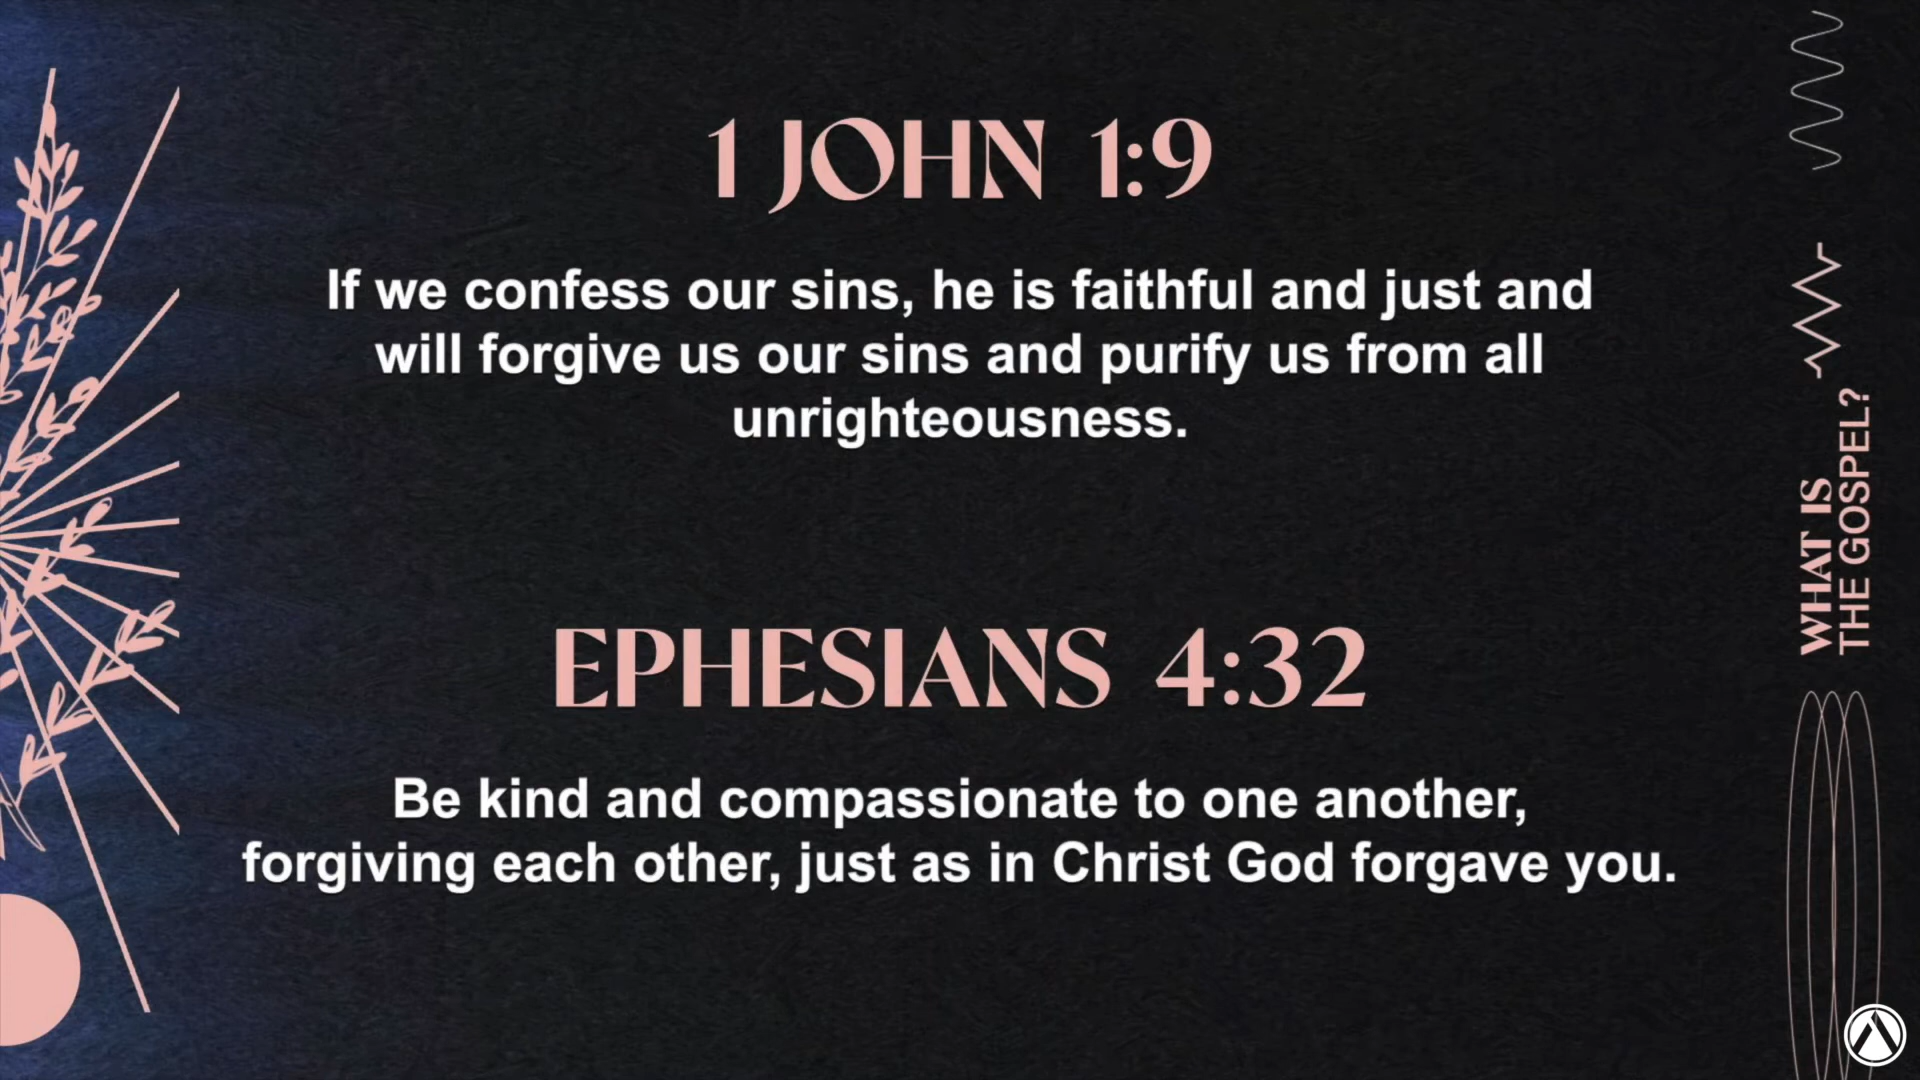 1 JOHN 1:9
If we confess our sins, he is faithful and just and
will forgive us our sins and purify us from all
unrighteousness.
EPHESIANS 4:32
Be kind and compassionate to one another,
forgiving each other, just as in Christ God forgave you.
WHAT IS
THE GOSPEL?